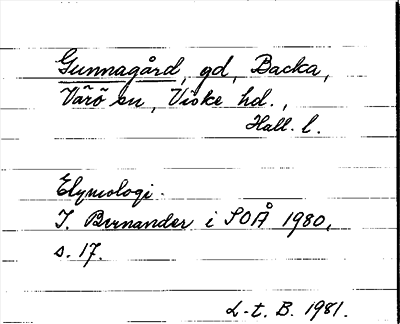 Gunnagård, gd, Backa,
Värö sn, Viske hd.,
Hall. l.
Etymologi.
I. Bernander i SOÅ 1980,
s. 17.
L-t. B. 1981.